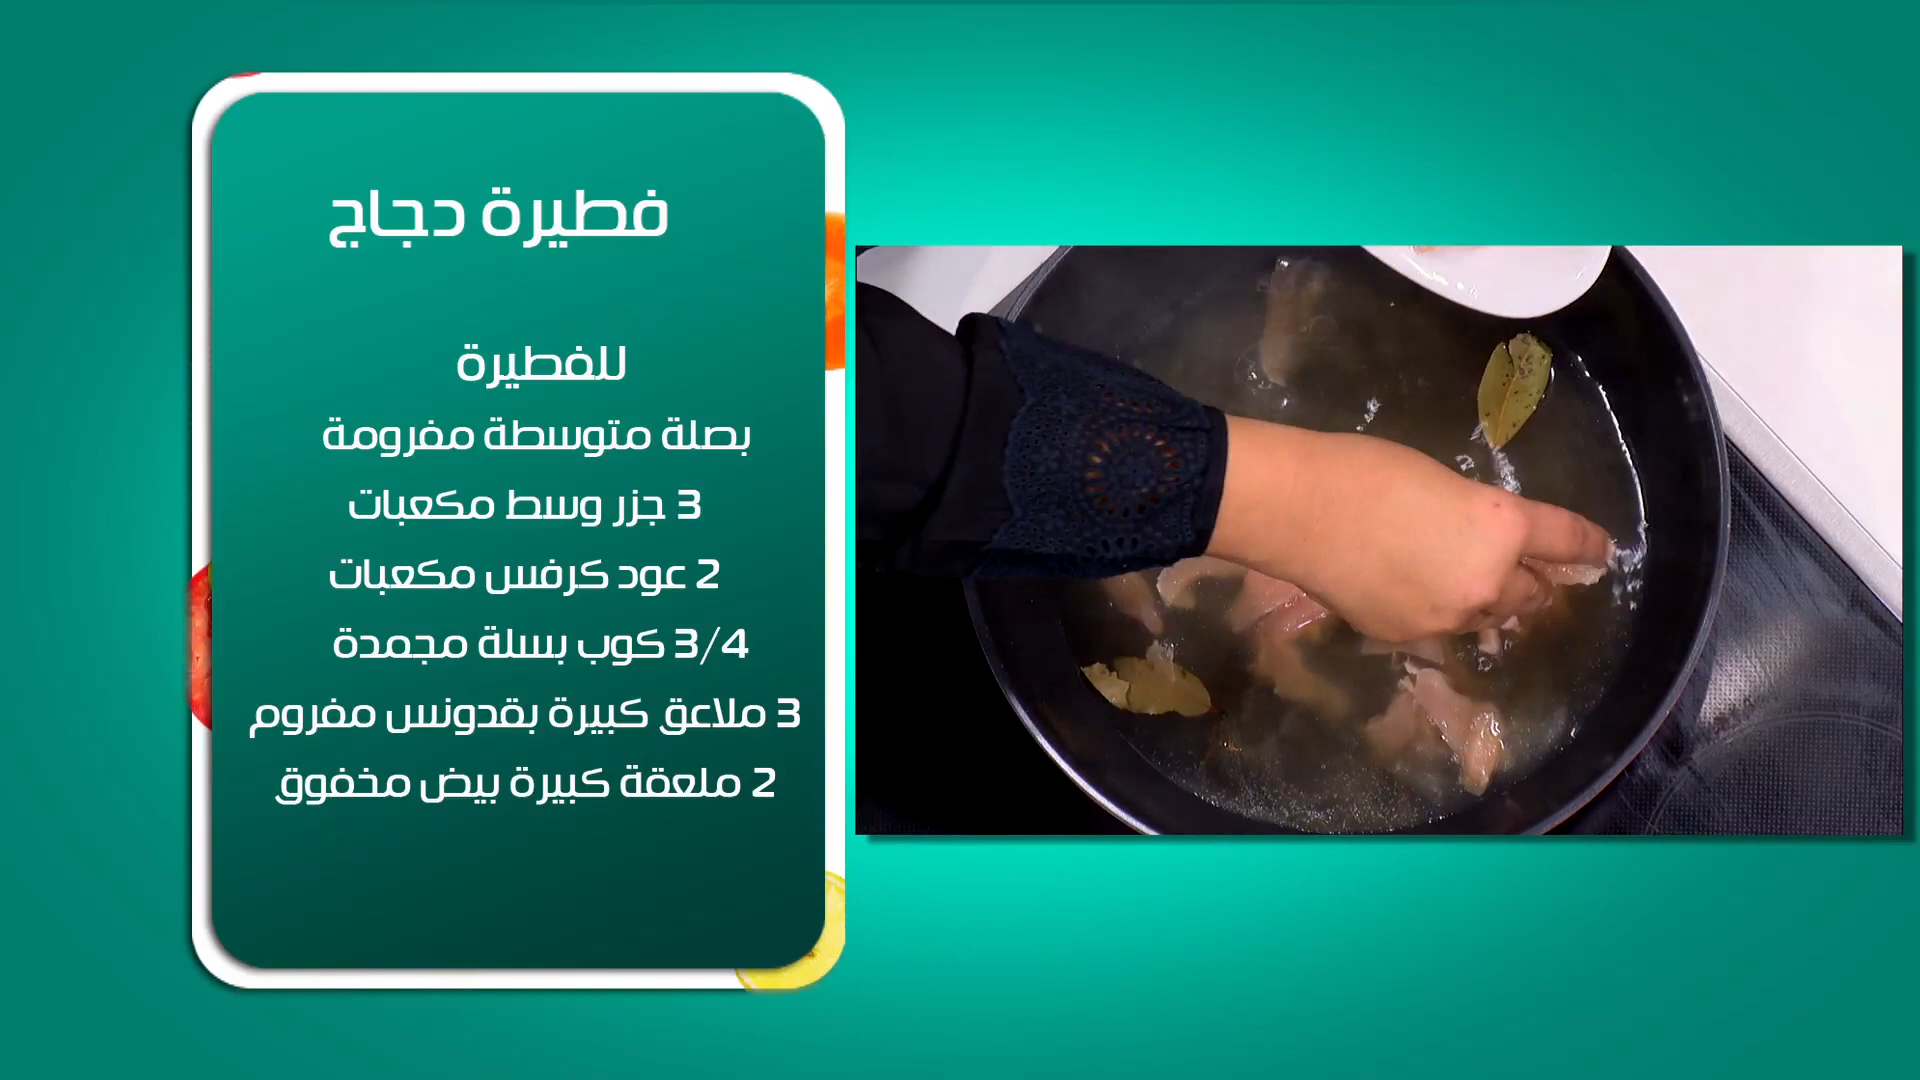 فطيرة دجاج
للفطيرة
بصلة متوسطة مفرومة
3 جزر وسط مكعبات
2 عود كرفس مكعبات
3/4 كوب بسلة مجمدة
3 ملاعق كبيرة بقدونس مفروم
2 ملعقة كبيرة بيض مخفوق